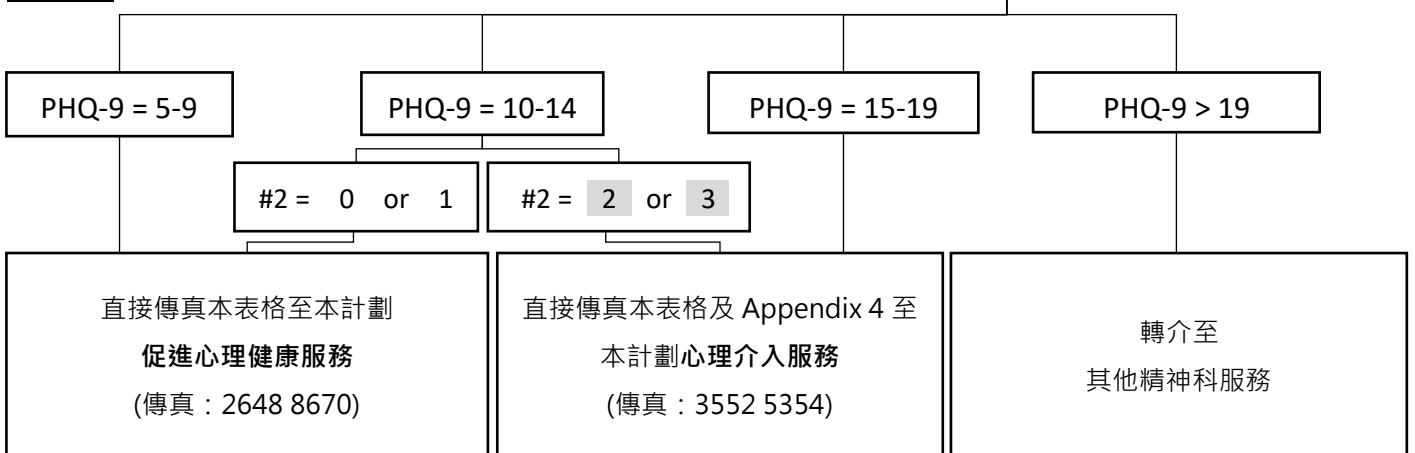 PHQ-9 = 5-9
PHQ-9 = 10-14
PHQ-9 = 15-19
PHQ-9 > 19
#2 = 0 or 1
#2 = 2 or 3
直接傳真本表格至本計劃
促進心理健康服務
(傳真：2648 8670)
直接傳真本表格及 Appendix 4 至
本計劃心理介入服務
(傳真：3552 5354)
轉介至
其他精神科服務